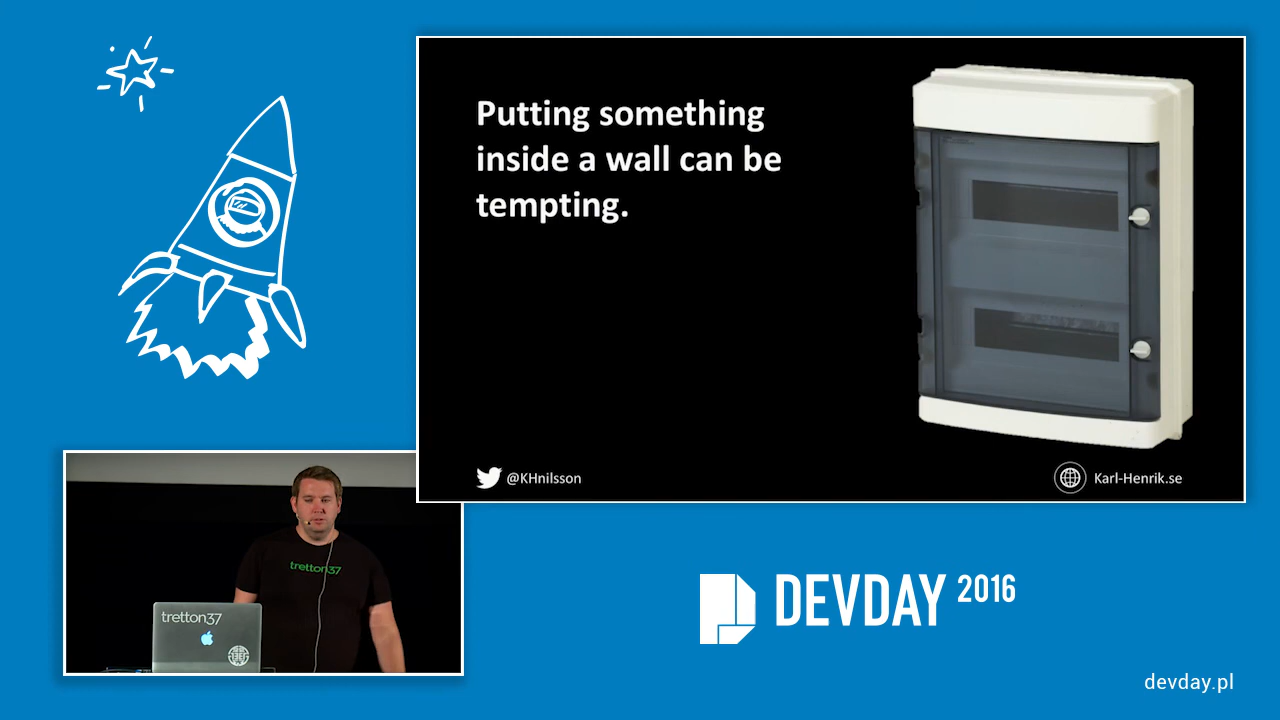 Putting something
inside a wall can be
tempting.
@KHnilsson
Karl-Henrik.se
tretton37
tretton37
DEVDAY 2016
devday.pl